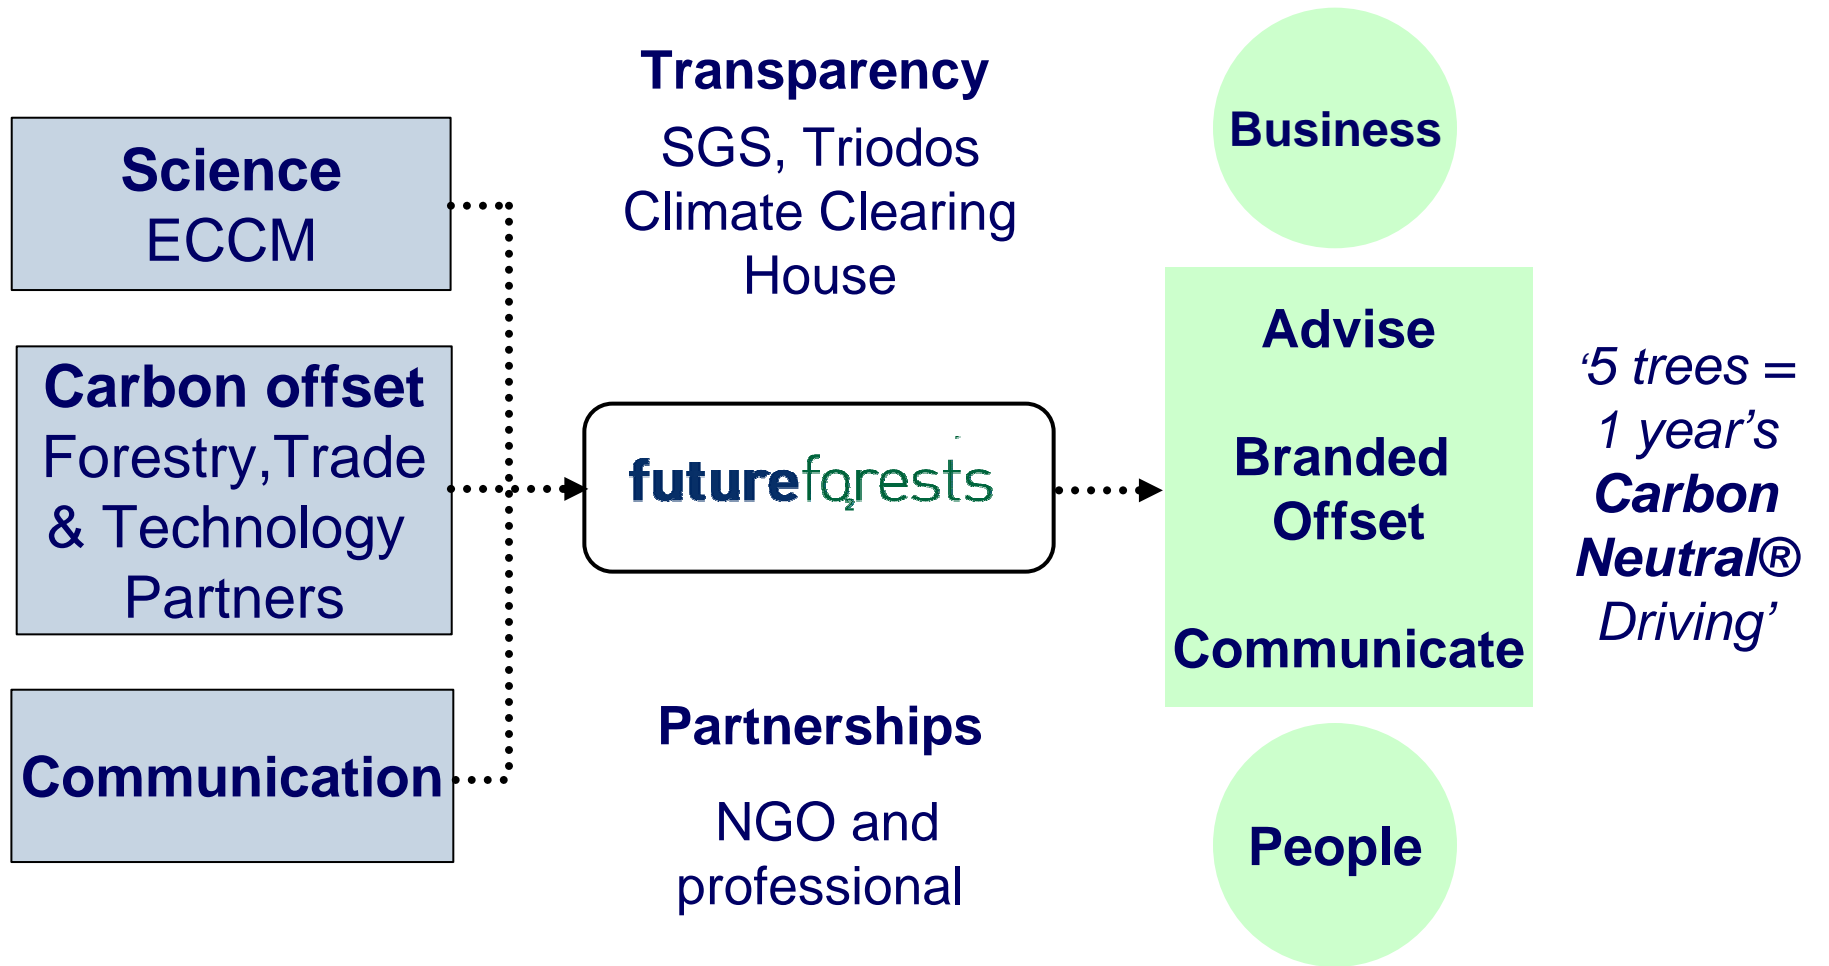 Science
ECCM
Carbon offset
Forestry,Trade
& Technology
Partners
Communication
Transparency
SGS, Triodos
Climate Clearing
House
futurefo₂rests
Partnerships
NGO and
professional
Business
Advise
Branded
Offset
Communicate
People
‘5 trees =
1 year’s
Carbon
Neutral®
Driving’